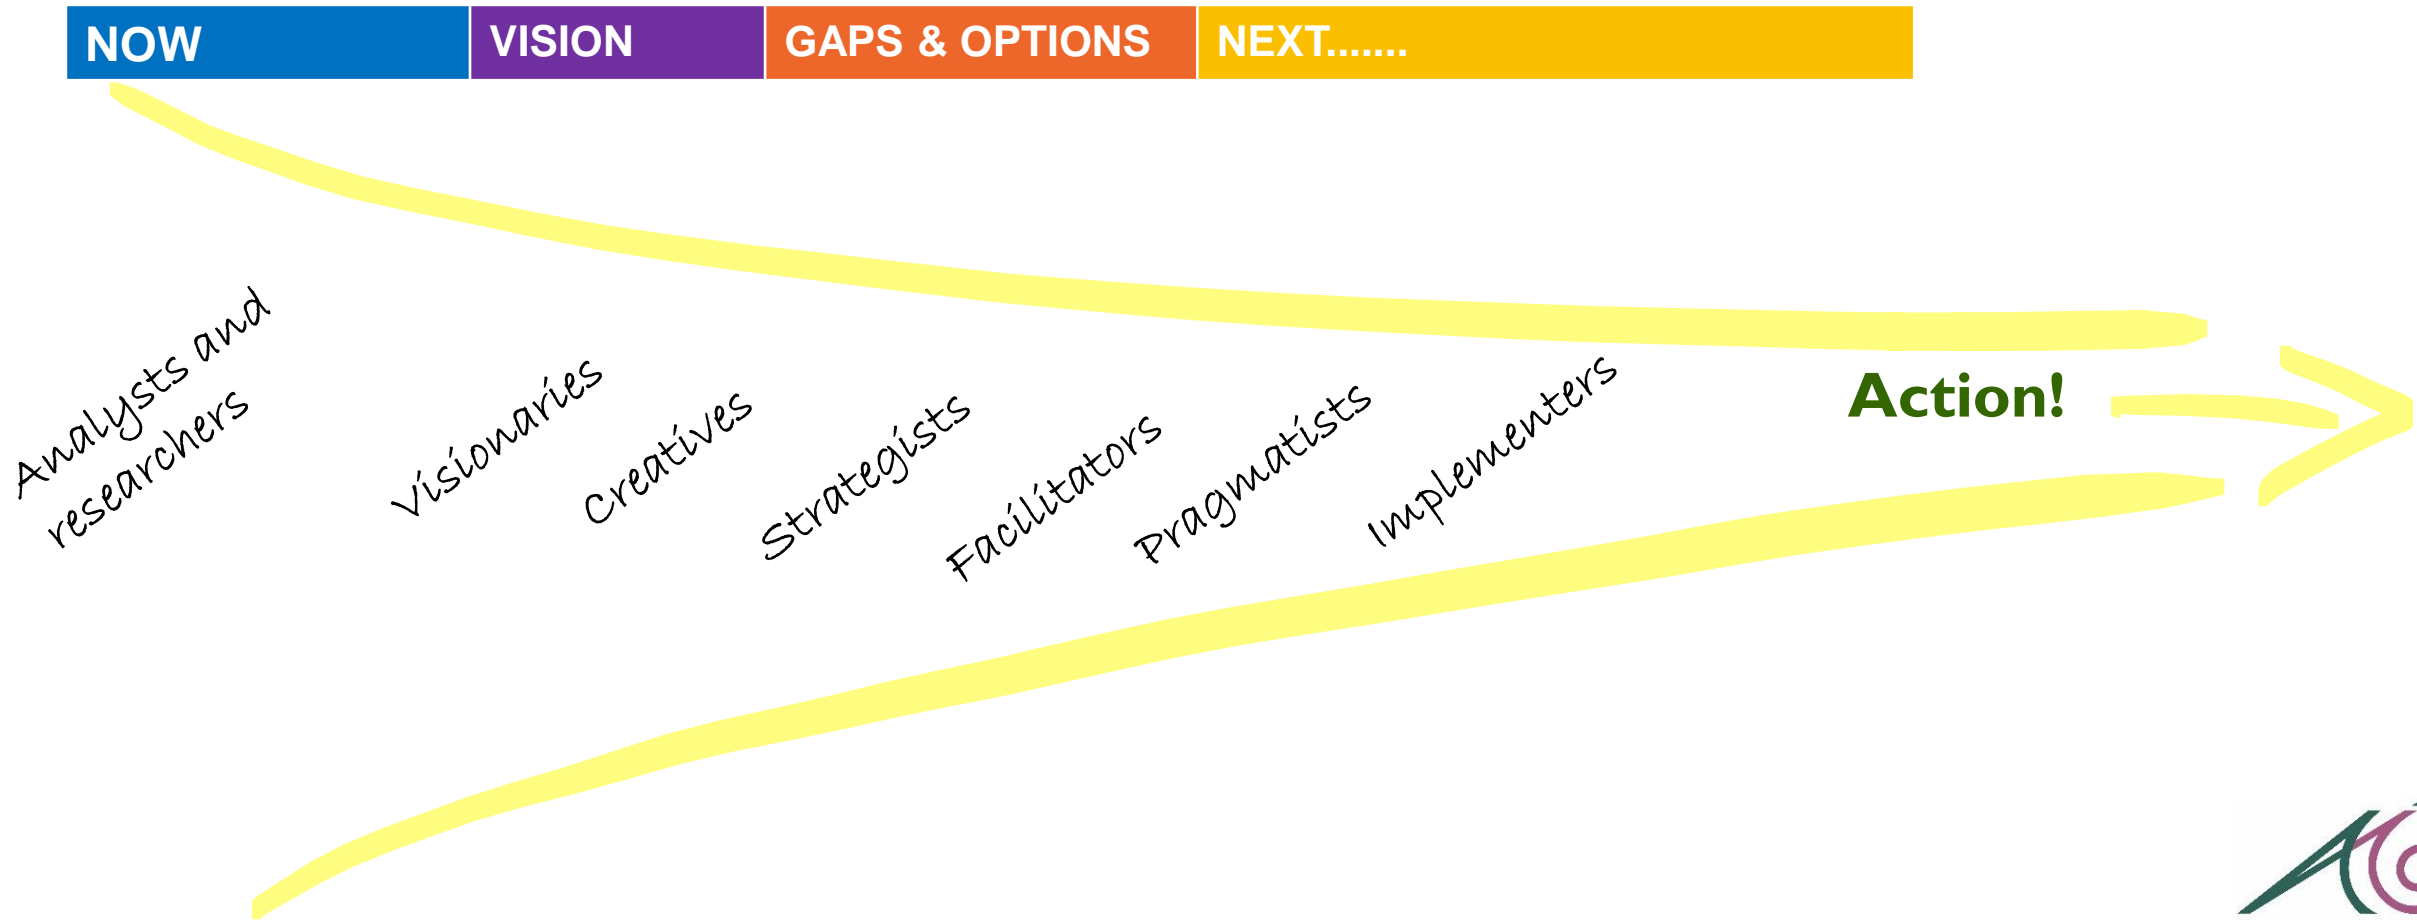 NOW
VISION
GAPS & OPTIONS
NEXT.......
Analysts and
researchers
Visionaries
Creatives
Strategists
Facilitators
Pragmatists
Implementers
Action!